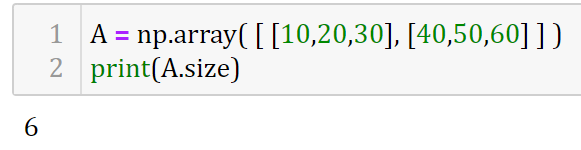 1 A = np.array( [ [10,20,30], [40,50,60] ] )
2 print(A.size)
6